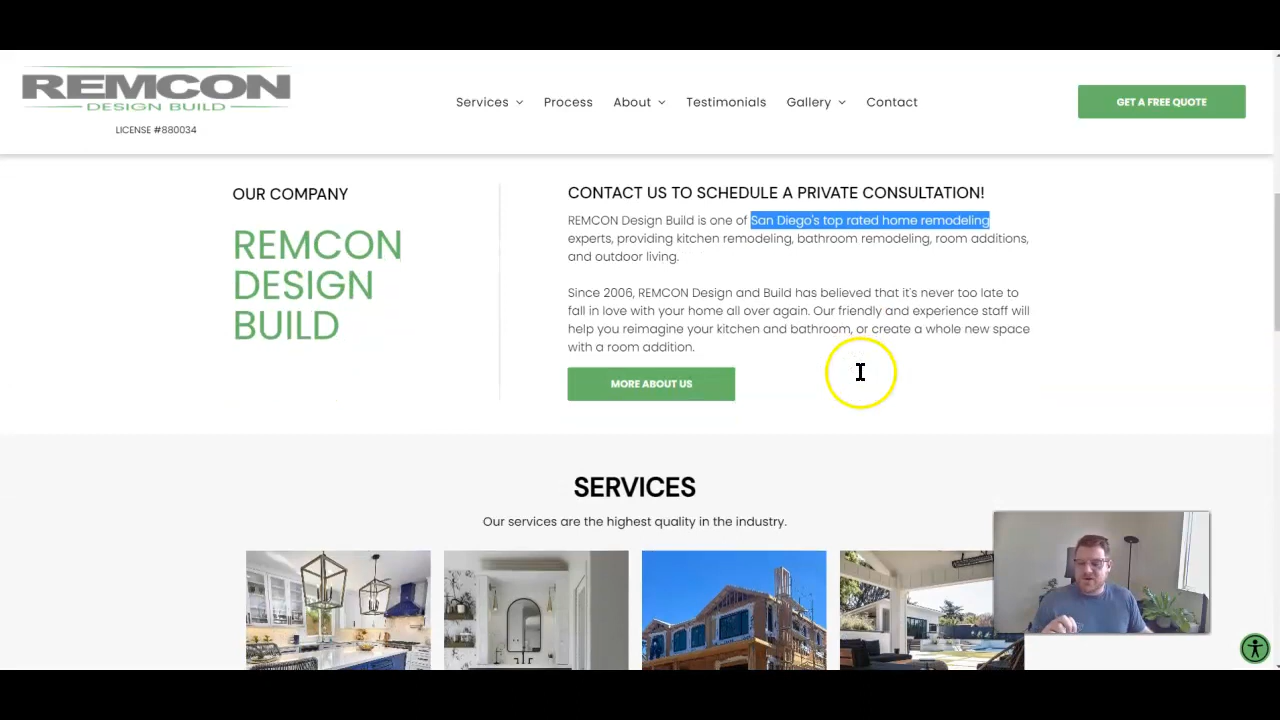 REMCON
DESIGN BUILD
LICENSE #880034
Services
Process
About
Testimonials
Gallery
Contact
GET A FREE QUOTE
OUR COMPANY
REMCON
DESIGN
BUILD
CONTACT US TO SCHEDULE A PRIVATE CONSULTATION!
REMCON Design Build is one of San Diego's top rated home remodeling
experts, providing kitchen remodeling, bathroom remodeling, room additions,
and outdoor living.
Since 2006, REMCON Design and Build has believed that it's never too late to
fall in love with your home all over again. Our friendly and experience staff will
help you reimagine your kitchen and bathroom, or create a whole new space
with a room addition.
MORE ABOUT US
SERVICES
Our services are the highest quality in the industry.